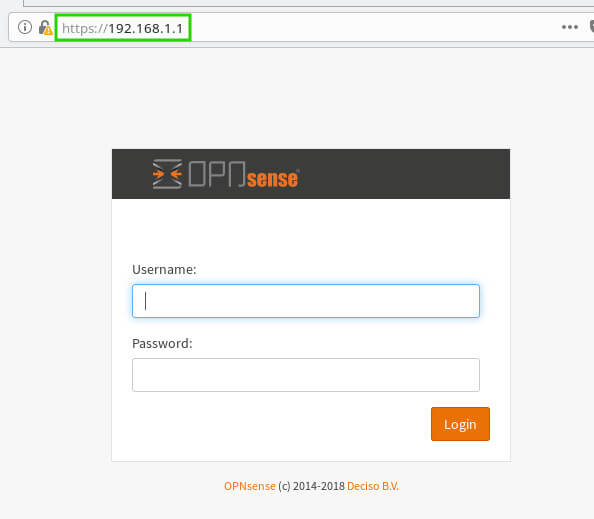 https://192.168.1.1
OPNsense
Username:
Password:
Login
OPNsense (c) 2014-2018 Deciso B.V.